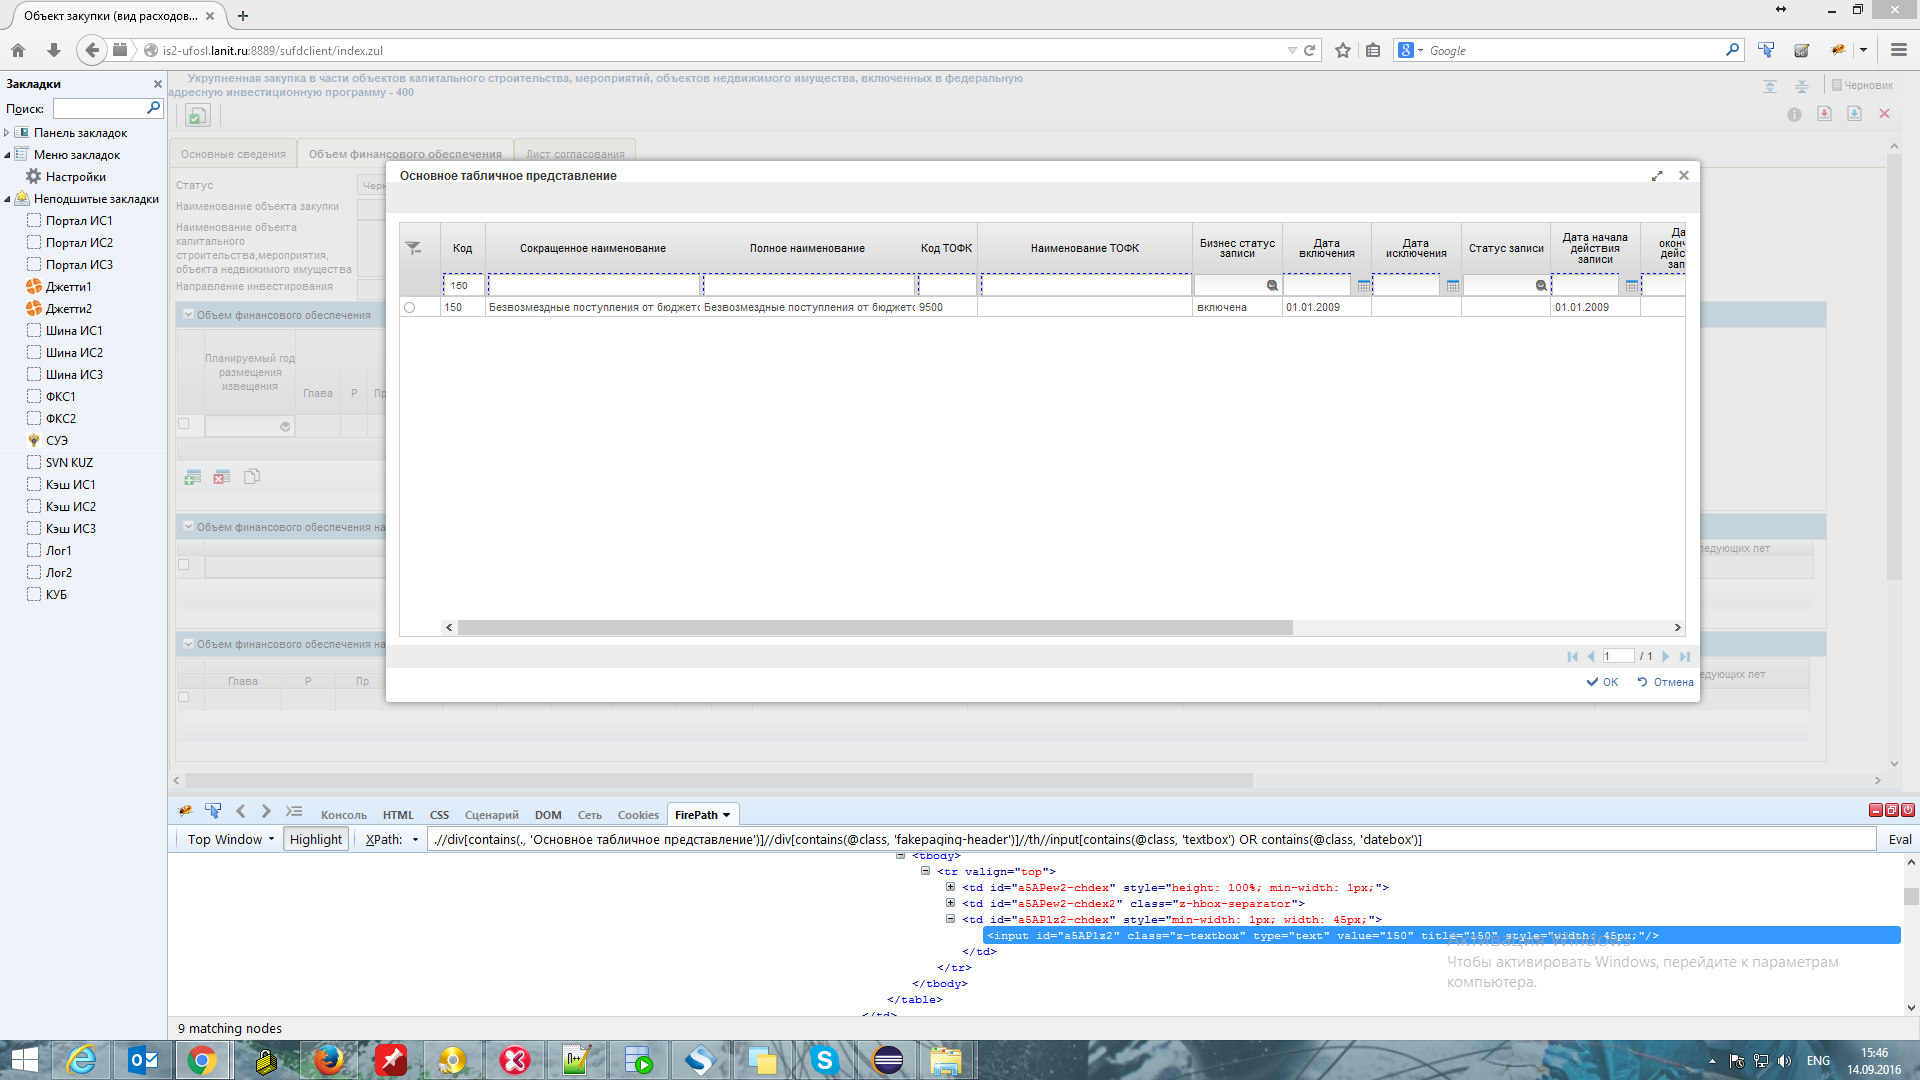 Объект закупки (вид расходов...
is2-ufosl.lanit.ru:8889/sufdclient/index.zul
Google
Закладки
Поиск:
Панель закладок
Меню закладок
Настройки
Неподшитые закладки
Портал ИС1
Портал ИС2
Портал ИС3
Джетти1
Джетти2
Шина ИС1
Шина ИС2
Шина ИС3
ФКС1
ФКС2
СУЭ
SVN KUZ
Кэш ИС1
Кэш ИС2
Кэш ИС3
Лог1
Лог2
КУБ
Укрупненная закупка в части объектов капитального строительства, мероприятий, объектов недвижимого имущества, включенных в федеральную
адресную инвестиционную программу - 400
Черновик
Основные сведения
Объем финансового обеспечения
Лист согласования
Статус
Черн
Наименование объекта закупки
Наименование объекта
капитального
строительства,мероприятия,
объекта недвижимого имущества
Направление инвестирования
Объем финансового обеспечения
Планируемый год
размещения
извещения
Глава
Р
Пр
Объем финансового обеспечения на
ледующих лет
Объем финансового обеспечения на
Глава
Р
Пр
едующих лет
Основное табличное представление
Код
Сокращенное наименование
Полное наименование
Код ТОФК
Наименование ТОФК
Бизнес статус
записи
Дата
включения
Дата
исключения
Статус записи
Дата начала
действия
записи
Да
оконч
дейс
зап
150
150
Безвозмездные поступления от бюджетс
Безвозмездные поступления от бюджетс
9500
включена
01.01.2009
01.01.2009
1
/ 1
OK
Отмена
Консоль
HTML
CSS
Сценарий
DOM
Сеть
Cookies
FirePath
Top Window
Highlight
XPath:
.//div[contains(., 'Основное табличное представление')]//div[contains(@class, 'fakepaging-header')]//th//input[contains(@class, 'textbox') OR contains(@class, 'datebox')]
Eval
<tbody>
<tr valign="top">
<td id="a5APew2-chdex" style="height: 100%; min-width: 1px;">
<td id="a5APew2-chdex2" class="z-hbox-separator">
<td id="a5AP1z2-chdex" style="min-width: 1px; width: 45px;">
<input id="a5AP1z2" class="z-textbox" type="text" value="150" title="150" style="width: 45px;"/>
</td>
</tr>
</tbody>
</table>
</td>
Активация Windows
Чтобы активировать Windows, перейдите к параметрам
компьютера.
9 matching nodes
ENG
15:46
14.09.2016